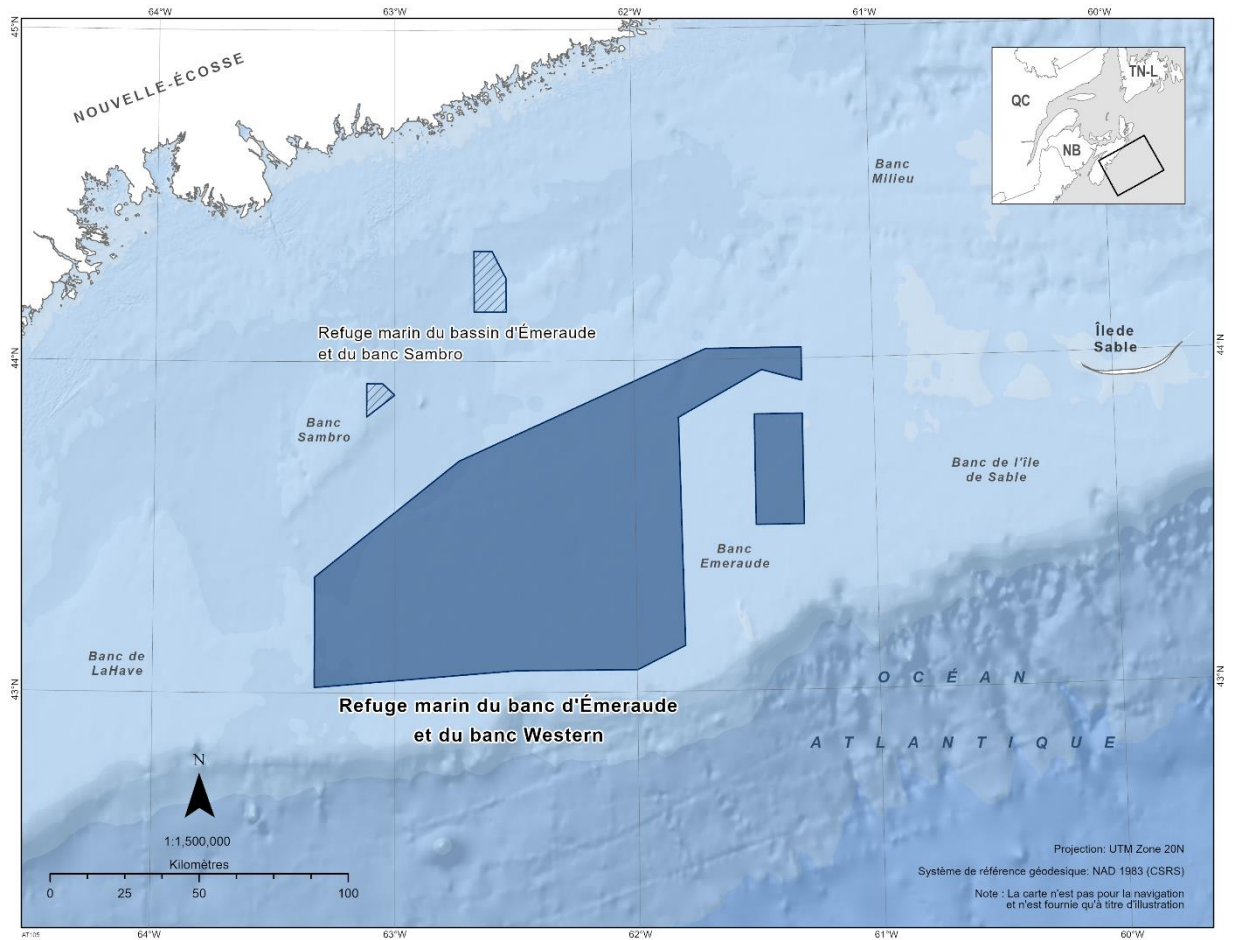 64°W
63°W
62°W
61°W
60°W
45°N
NOUVELLE-ÉCOSSE
QC
TN-L
NB
Banc
Milieu
Refuge marin du bassin d'Émeraude
et du banc Sambro
44°N
44°N
Îlede
Sable
Banc
Sambro
Banc de l'île
de Sable
Banc
Emeraude
Banc de
LaHave
43°N
43°N
OCÉAN
ATLANTIQUE
Refuge marin du banc d'Émeraude
et du banc Western
N
1:1,500,000
Kilomètres
0 25 50 100
Projection: UTM Zone 20N
Système de référence géodesique: NAD 1983 (CSRS)
Note : La carte n'est pas pour la navigation
et n'est fournie qu'à titre d'illustration
AT105
64°W
63°W
62°W
61°W
60°W